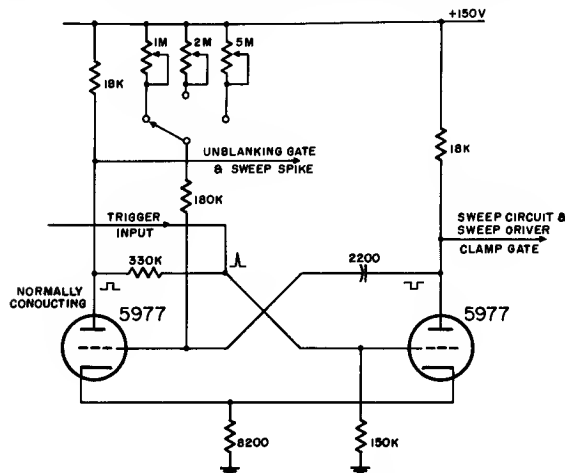 +150V
1M
2M
5M
18K
18K
UNBLANKING GATE
& SWEEP SPIKE
180K
TRIGGER
INPUT
SWEEP CIRCUIT &
SWEEP DRIVER
CLAMP GATE
330K
2200
NORMALLY
CONDUCTING
5977
5977
8200
150K